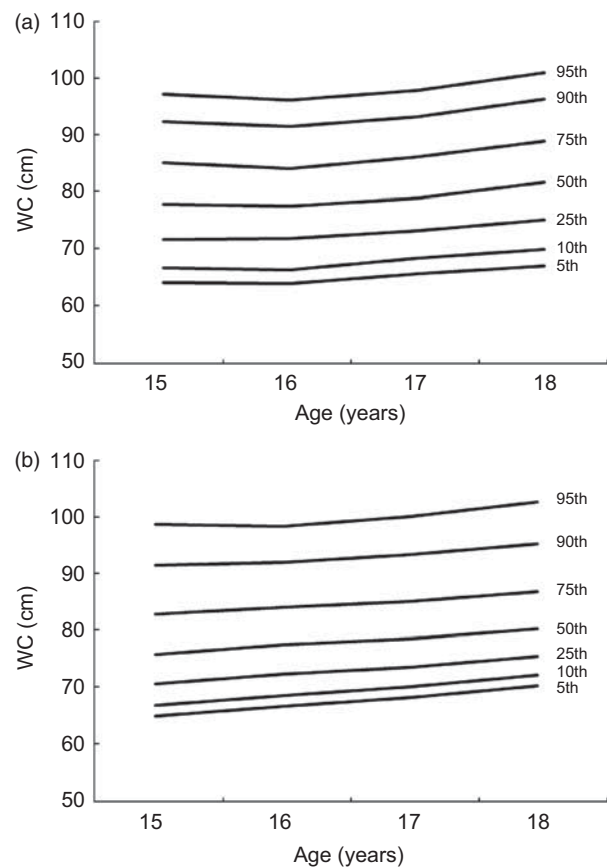 (a)
110
100
90
80
70
60
50
WC (cm)
95th
90th
75th
50th
25th
10th
5th
15 16 17 18
Age (years)
(b)
110
100
90
80
70
60
50
WC (cm)
95th
90th
75th
50th
25th
10th
5th
15 16 17 18
Age (years)